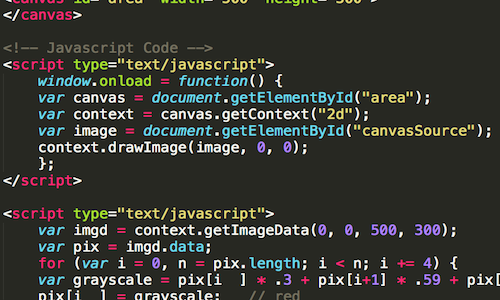 <canvas id="area" width="500" height="300">
</canvas>
<!-- Javascript Code -->
<script type="text/javascript">
window.onload = function() {
var canvas = document.getElementById("area");
var context = canvas.getContext("2d");
var image = document.getElementById("canvasSource");
context.drawImage(image, 0, 0);
};
</script>
<script type="text/javascript">
var imgd = context.getImageData(0, 0, 500, 300);
var pix = imgd.data;
for (var i = 0, n = pix.length; i < n; i += 4) {
var grayscale = pix[i  ] * .3 + pix[i+1] * .59 + pix[
pix[i  ] = grayscale;   // red